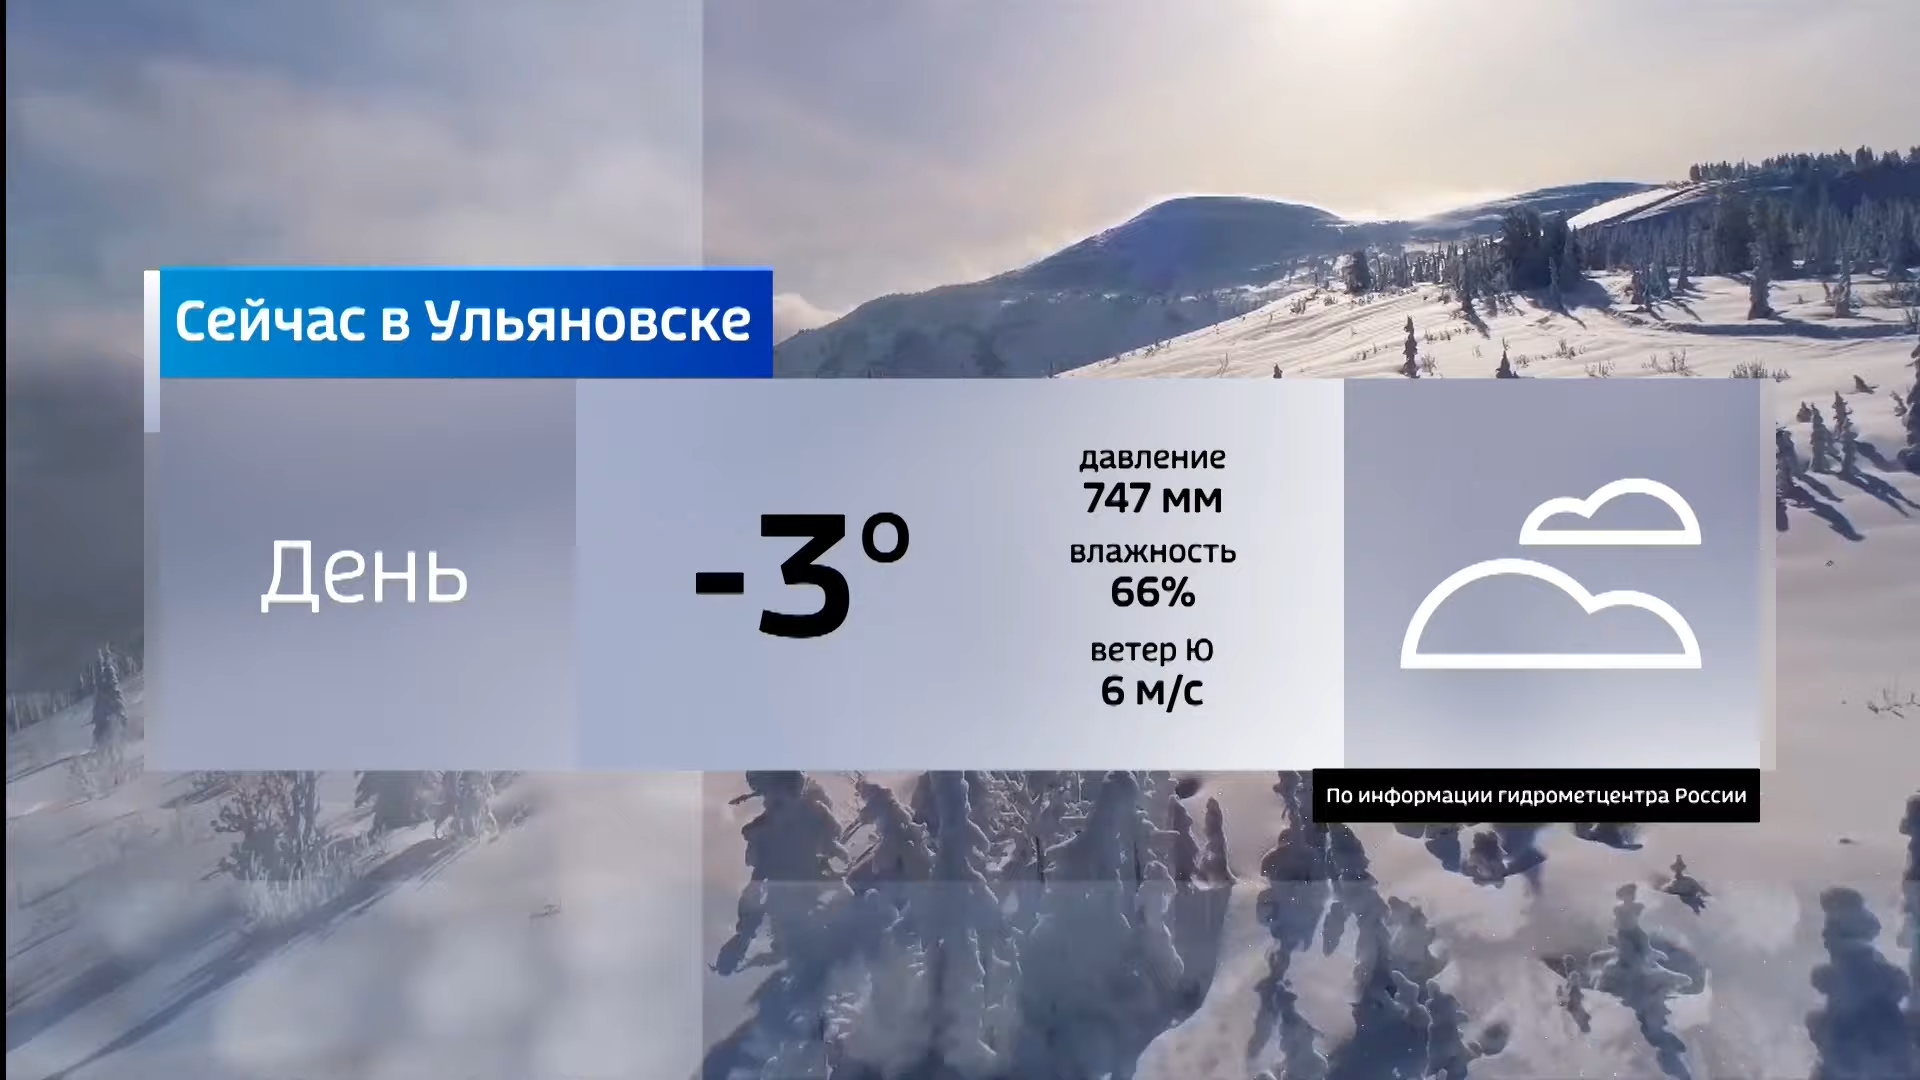 Сейчас в Ульяновске
День
-3°
давление
747 мм
влажность
66%
ветер Ю
6 м/с
По информации гидрометцентра России